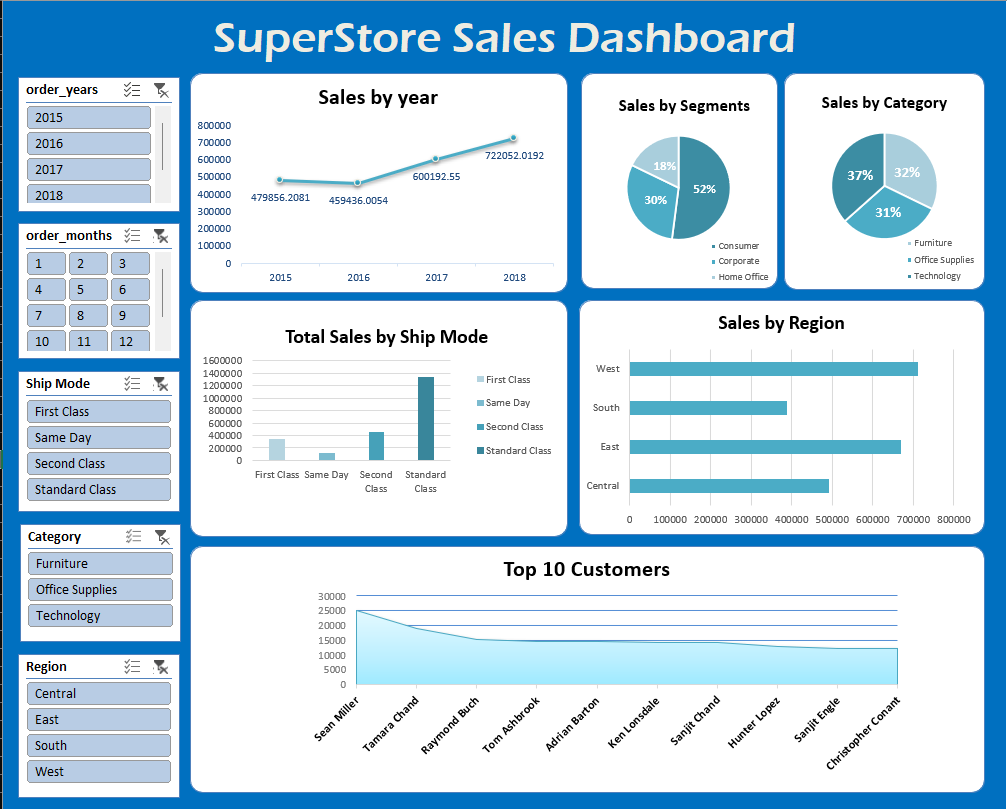 SuperStore Sales Dashboard
order_years
2015
2016
2017
2018
order_months
1 2 3
4 5 6
7 8 9
10 11 12
Ship Mode
First Class
Same Day
Second Class
Standard Class
Category
Furniture
Office Supplies
Technology
Region
Central
East
South
West
Sales by year
800000
700000
600000
500000
400000
300000
200000
100000
0
479856.2081
459436.0054
600192.55
722052.0192
2015 2016 2017 2018
Sales by Segments
18%
52%
30%
Consumer
Corporate
Home Office
Sales by Category
37% 32%
31%
Furniture
Office Supplies
Technology
Total Sales by Ship Mode
1600000
1400000
1200000
1000000
800000
600000
400000
200000
0
First Class Same Day Second Standard
Class Class
First Class
Same Day
Second Class
Standard Class
Sales by Region
West
South
East
Central
0 100000 200000 300000 400000 500000 600000 700000 800000
Top 10 Customers
30000
25000
20000
15000
10000
5000
0
Sean Miller
Tamara Chand
Raymond Buch
Tom Ashbrook
Adrian Barton
Ken Lonsdale
Sanjit Chand
Hunter Lopez
Sanjit Engle
Christopher Conant